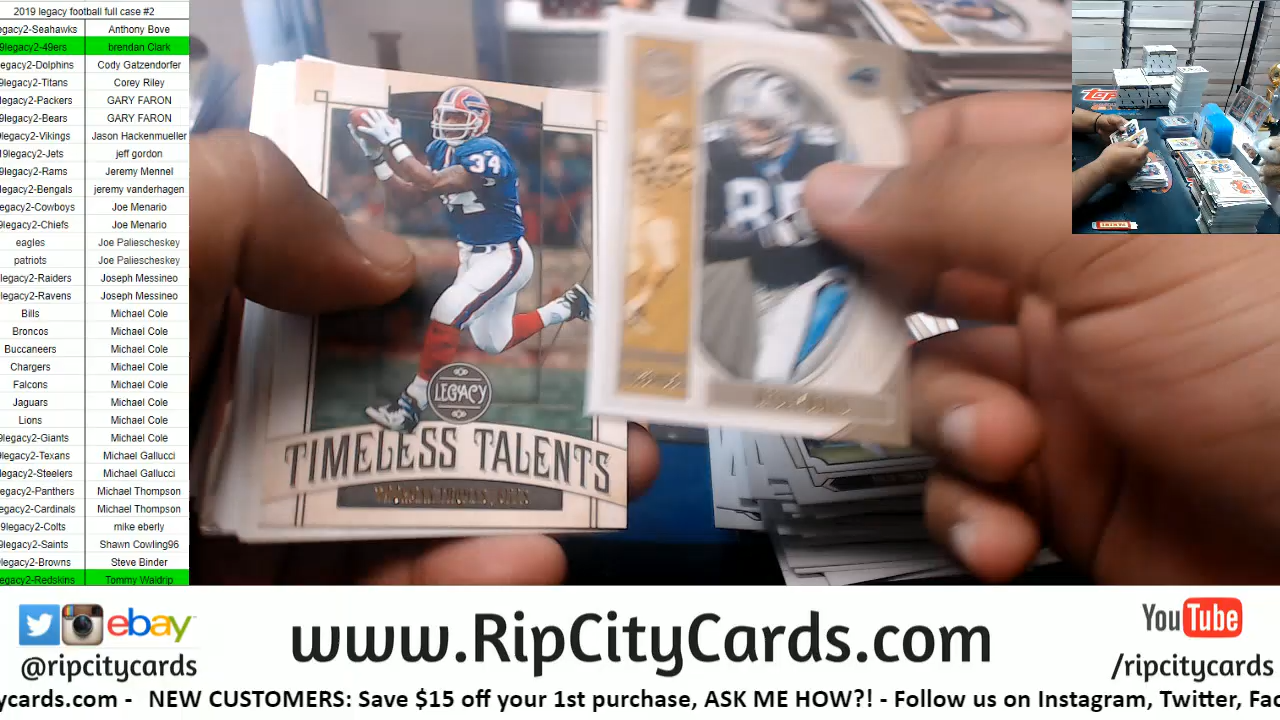 2019 legacy football full case #2
egacy2-Seahawks Anthony Bove
9legacy2-49ers brendan Clark
egacy2-Dolphins Cody Gatzendorfer
9legacy2-Titans Corey Riley
gacy2-Packers GARY FARON
9legacy2-Bears GARY FARON
9legacy2-Vikings Jason Hackenmueller
19legacy2-Jets jeff gordon
9legacy2-Rams Jeremy Mennel
legacy2-Bengals jeremy vanderhagen
egacy2-Cowboys Joe Menario
9legacy2-Chiefs Joe Menario
eagles Joe Paliescheskey
patriots Joe Paliescheskey
legacy2-Raiders Joseph Messineo
legacy2-Ravens Joseph Messineo
Bills Michael Cole
Broncos Michael Cole
Buccaneers Michael Cole
Chargers Michael Cole
Falcons Michael Cole
Jaguars Michael Cole
Lions Michael Cole
9legacy2-Giants Michael Cole
legacy2-Texans Michael Gallucci
legacy2-Steelers Michael Gallucci
egacy2-Panthers Michael Thompson
egacy2-Cardinals Michael Thompson
9legacy2-Colts mike eberly
9legacy2-Saints Shawn Cowling96
legacy2-Browns Steve Binder
egacy2-Redskins Tommy Waldrip
34
LEGACY
TIMELESS TALENTS
ebay
@ripcitycards
www.RipCityCards.com
YouTube
/ripcitycards
ycards.com - NEW CUSTOMERS: Save $15 off your 1st purchase, ASK ME HOW?! - Follow us on Instagram, Twitter, Fac